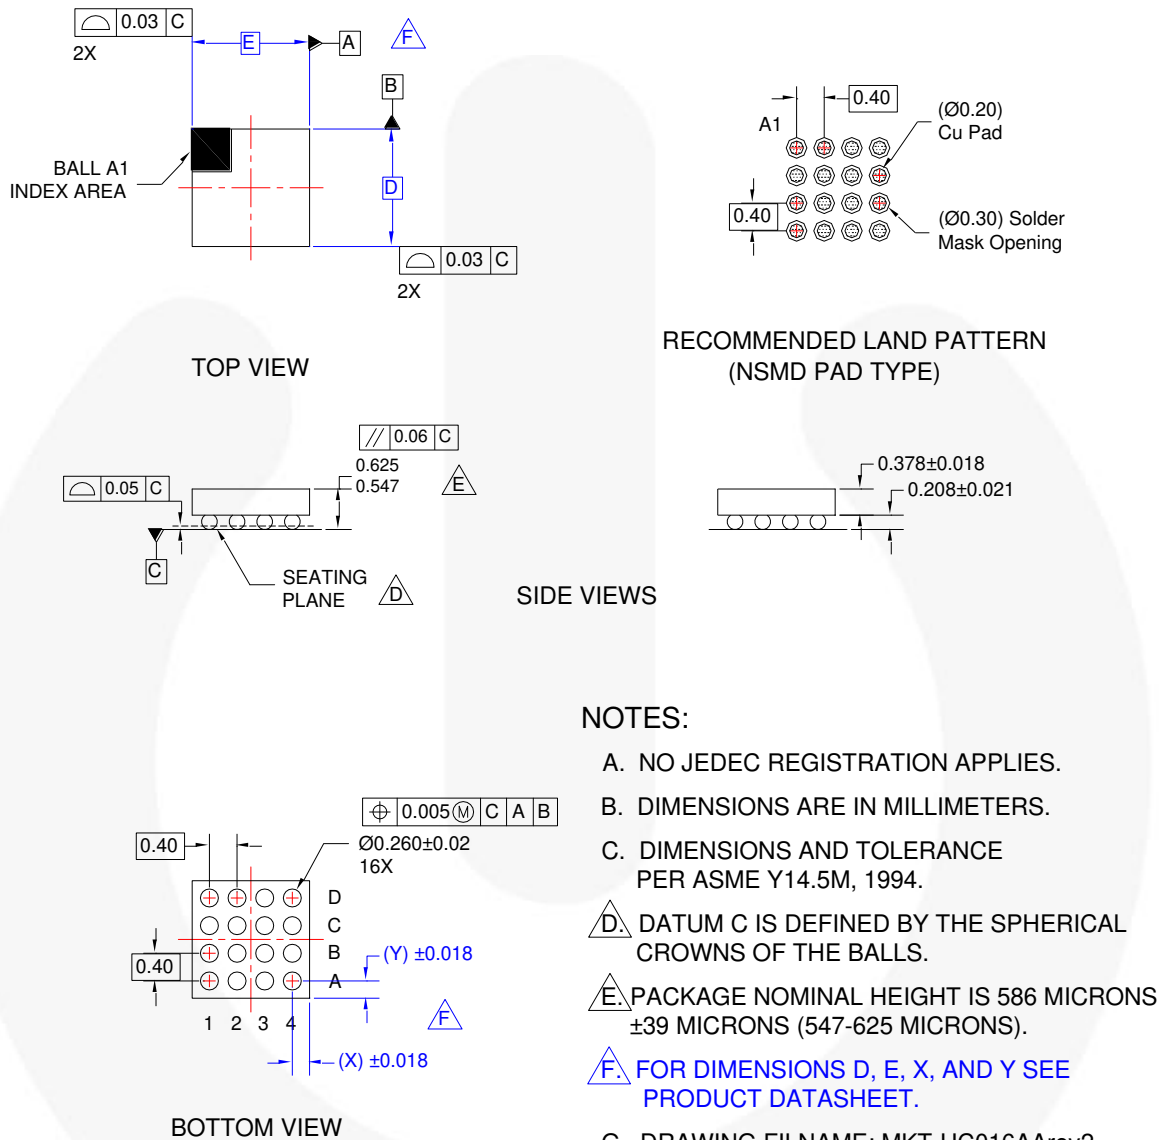 0.03 C
2X
E
A
F
B
BALL A1
INDEX AREA
D
0.03 C
2X
TOP VIEW
0.40
A1
(Ø0.20)
Cu Pad
0.40
(Ø0.30) Solder
Mask Opening
RECOMMENDED LAND PATTERN
(NSMD PAD TYPE)
// 0.06 C
0.625
0.547
E
0.05 C
C
SEATING
PLANE
D
0.378±0.018
0.208±0.021
SIDE VIEWS
0.005 Ⓜ C A B
Ø0.260±0.02
16X
0.40
D
C
B
A
0.40
(Y) ±0.018
F
1 2 3 4
(X) ±0.018
BOTTOM VIEW
NOTES:
A. NO JEDEC REGISTRATION APPLIES.
B. DIMENSIONS ARE IN MILLIMETERS.
C. DIMENSIONS AND TOLERANCE
PER ASME Y14.5M, 1994.
D. DATUM C IS DEFINED BY THE SPHERICAL
CROWNS OF THE BALLS.
E. PACKAGE NOMINAL HEIGHT IS 586 MICRONS
±39 MICRONS (547-625 MICRONS).
F. FOR DIMENSIONS D, E, X, AND Y SEE
PRODUCT DATASHEET.
G. DRAWING FILNAME: MKT-UC016AArev2